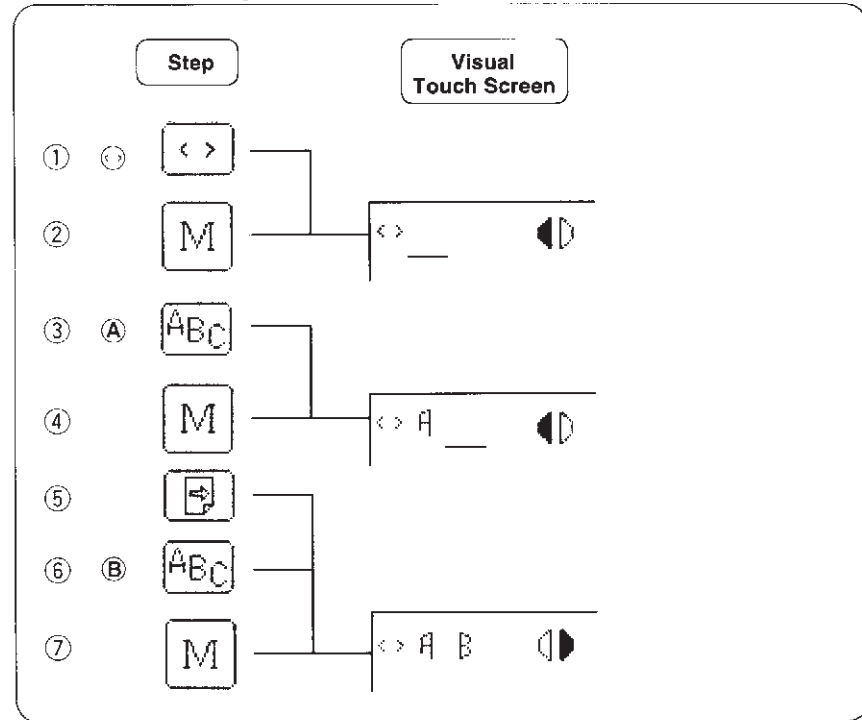 Step
Visual
Touch Screen
① <> < >
② M < >
③ Ⓐ ABC
④ M < > A
⑤
⑥ Ⓑ ABC
⑦ M < > A B